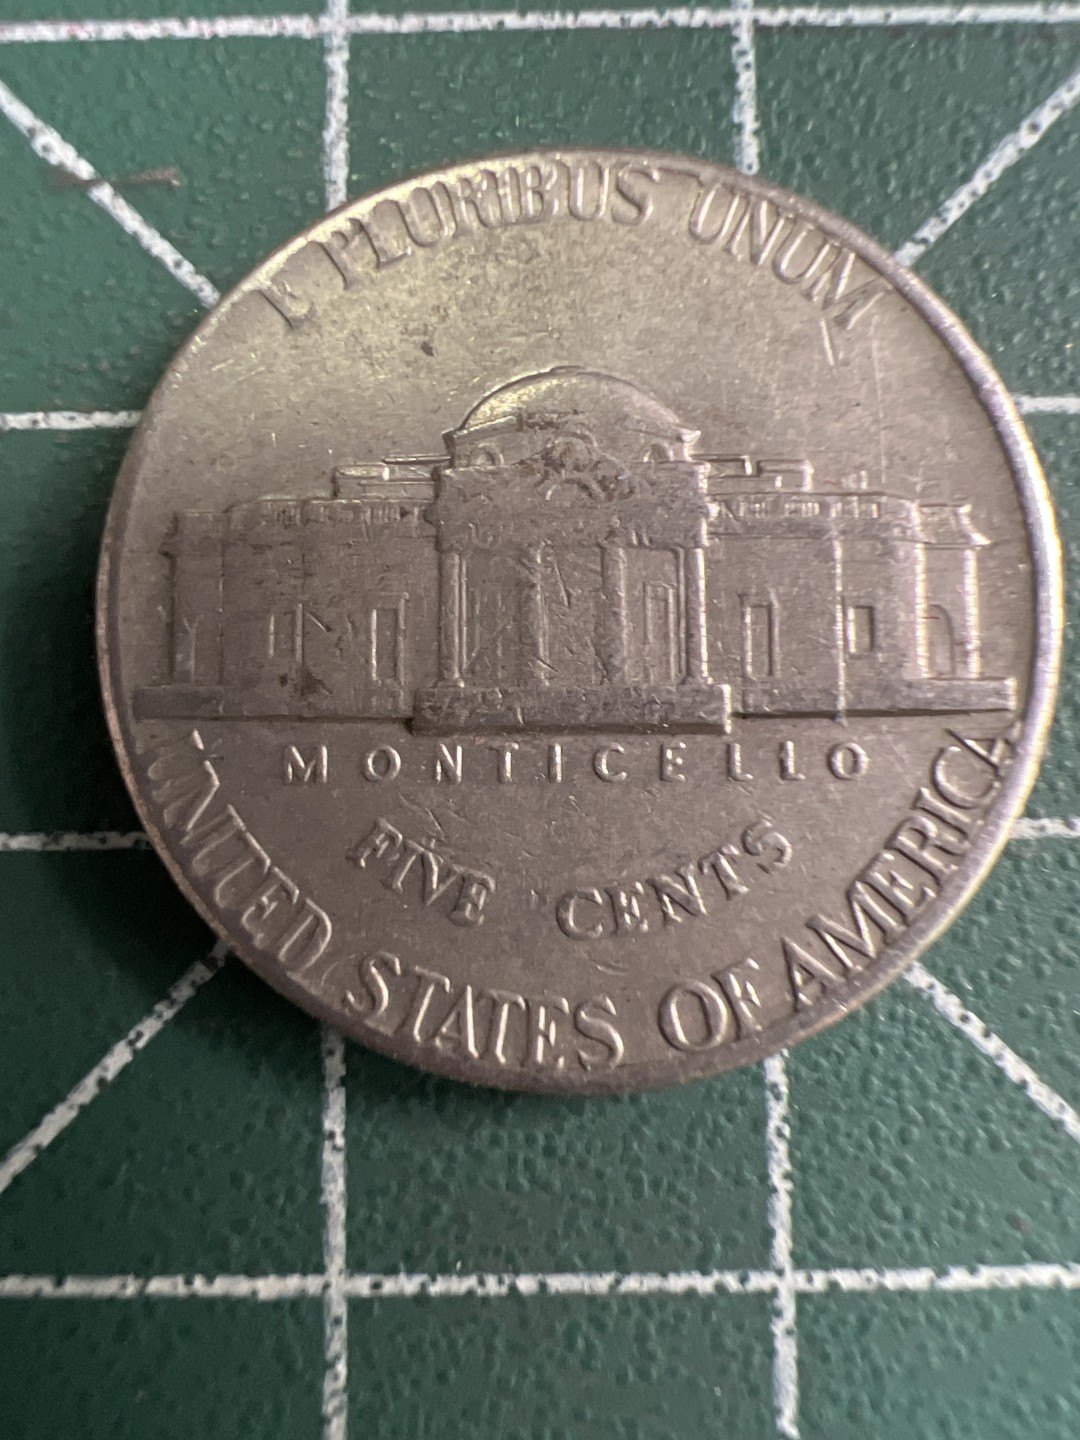 E PLURIBUS UNUM
MONTICELLO
FIVE CENTS
UNITED STATES OF AMERICA